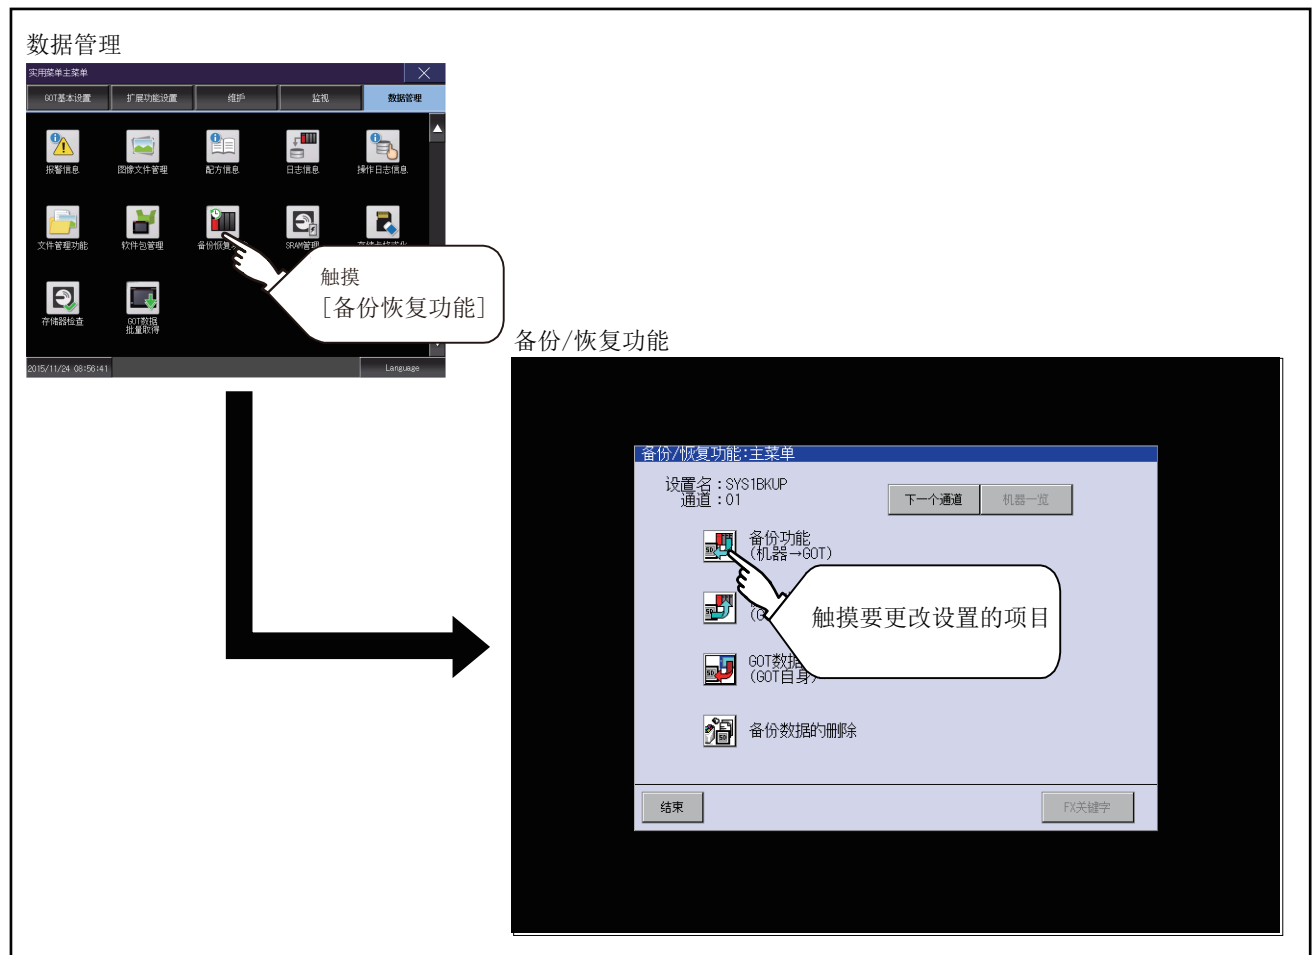 数据管理
实用菜单主菜单
GOT基本设置 扩展功能设置 维护 监视 数据管理
报警信息 图像文件管理 配方信息 日志信息 操作日志信息
文件管理功能 软件包管理 备份恢复 SRAM管理
触摸
[备份恢复功能]
存储器检查 GOT数据
批量取得
2015/11/24 08:56:41 Language
备份/恢复功能
备份/恢复功能:主菜单
设置名:SYS1BKUP
通道:01
下一个通道 机器一览
备份功能
(机器→GOT)
触摸要更改设置的项目
GOT数据
(GOT自身)
备份数据的删除
结束 FX关键字